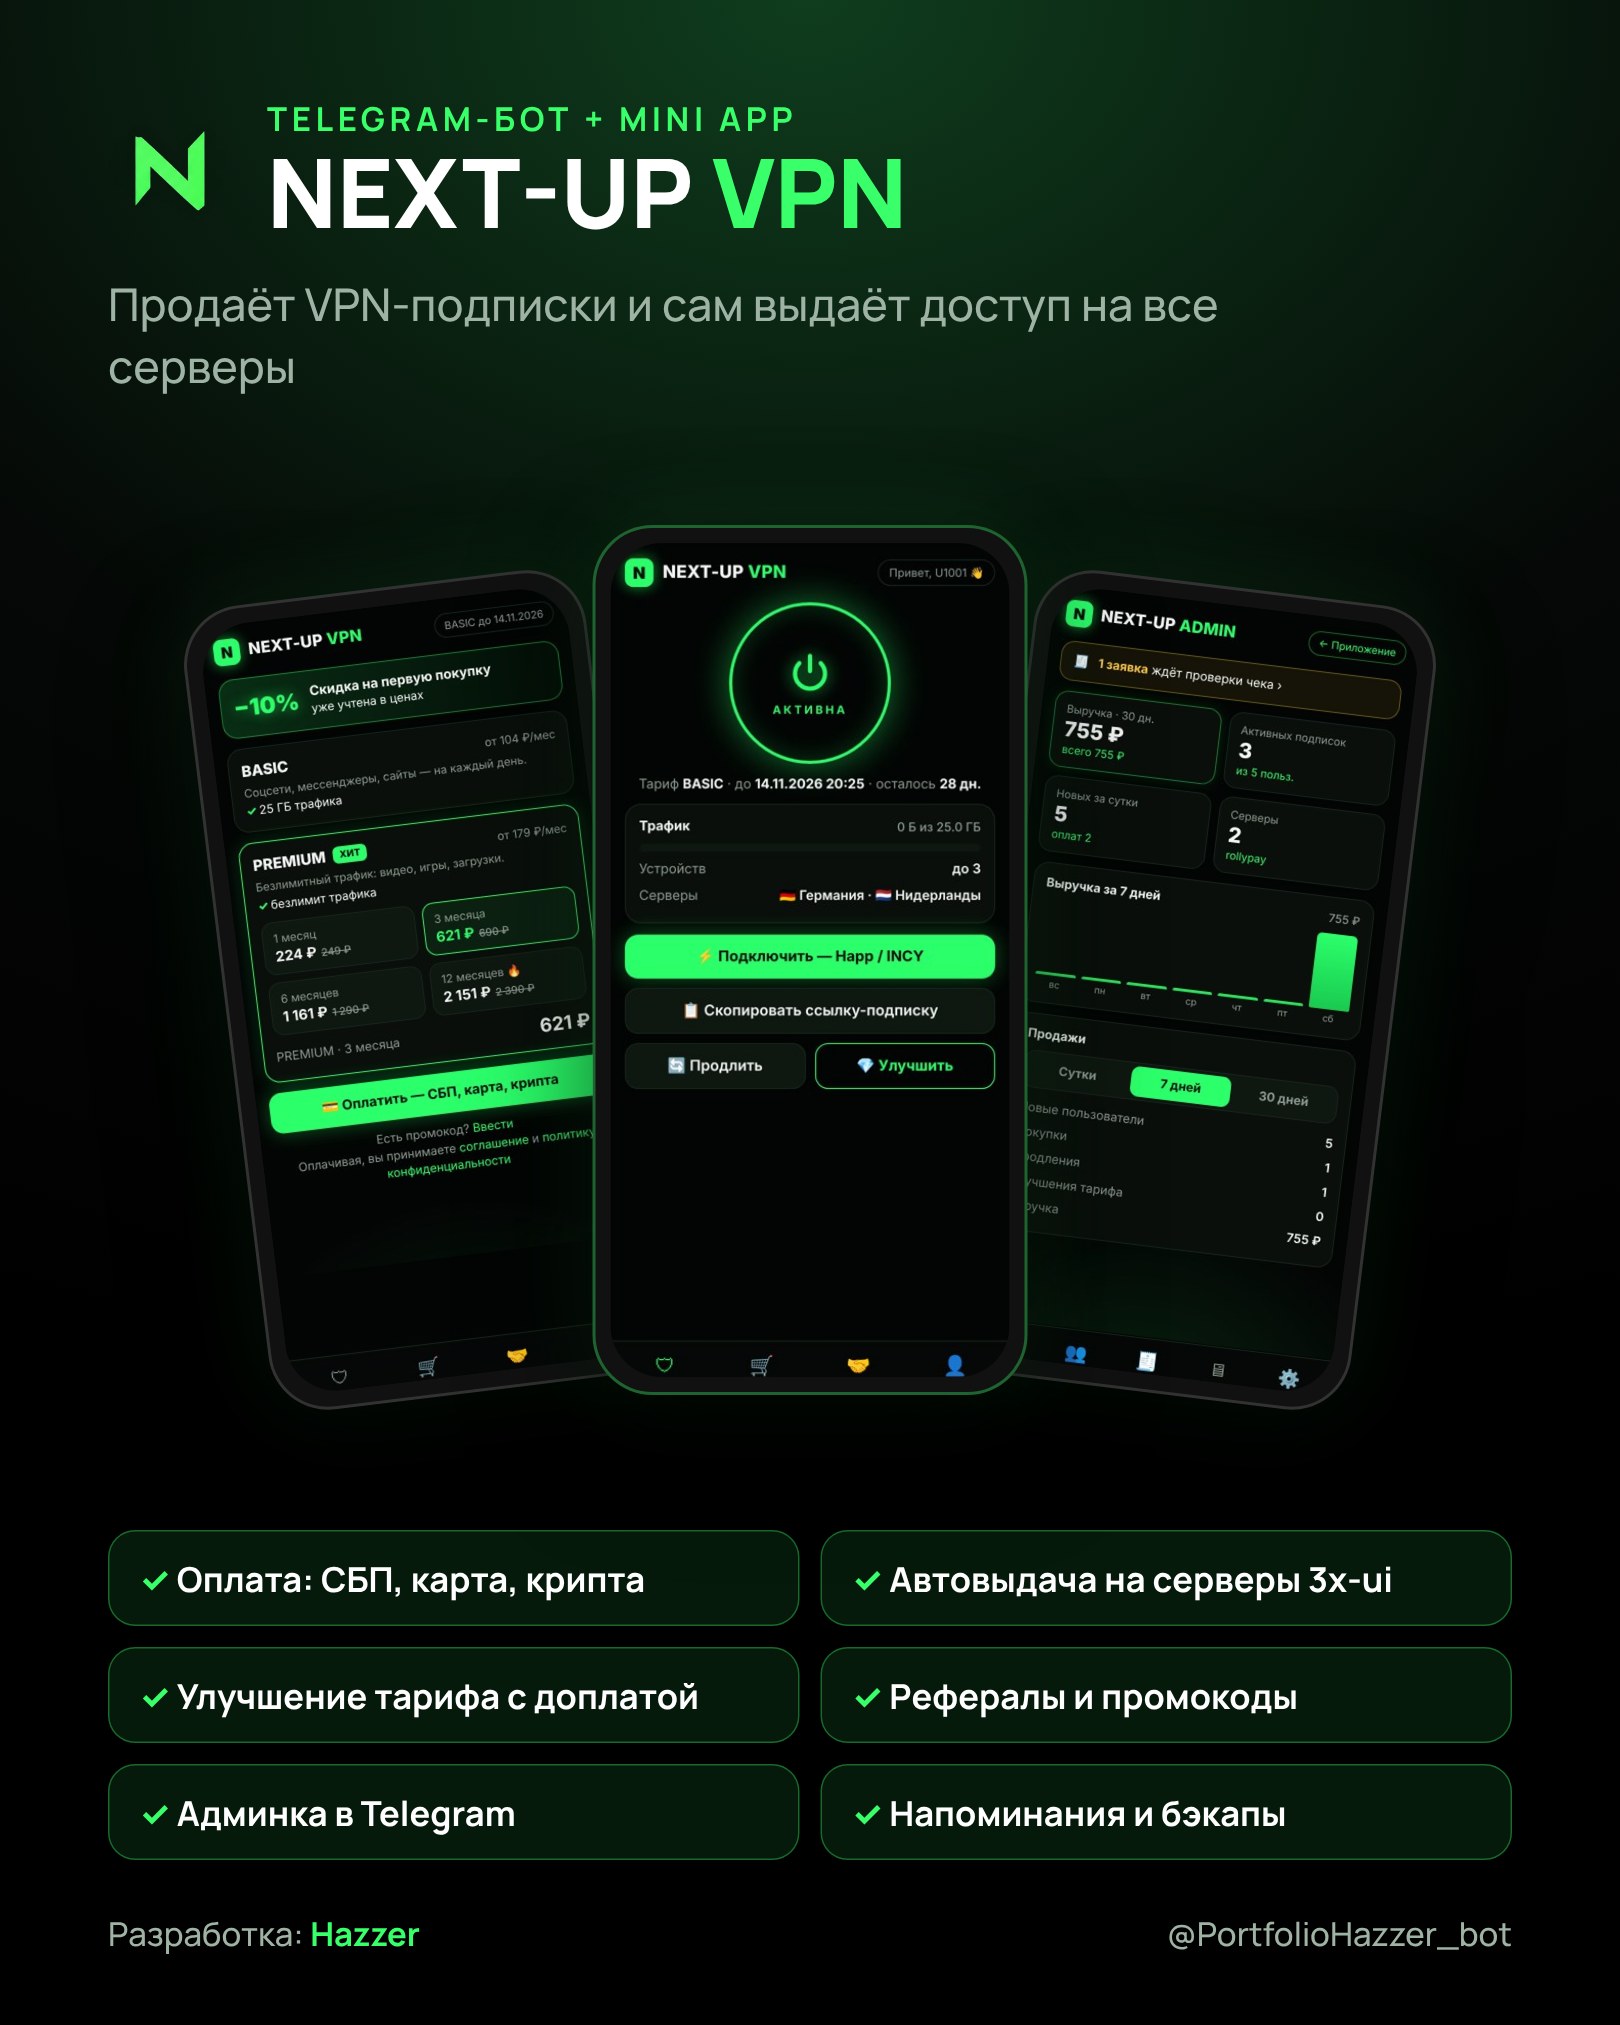 TELEGRAM-БОТ + MINI APP
NEXT-UP VPN
Продаёт VPN-подписки и сам выдаёт доступ на все
серверы
N NEXT-UP VPN
BASIC до 14.11.2026
−10%
Скидка на первую покупку
уже учтена в ценах
BASIC
от 104 ₽/мес
Соцсети, мессенджеры, сайты — на каждый день.
✓ 25 ГБ трафика
PREMIUM ХИТ
от 179 ₽/мес
Безлимитный трафик: видео, игры, загрузки.
✓ безлимит трафика
1 месяц
224 ₽ 249 ₽
3 месяца
621 ₽ 690 ₽
6 месяцев
1 161 ₽ 1 290 ₽
12 месяцев 🔥
2 151 ₽ 2 390 ₽
PREMIUM · 3 месяца
621 ₽
💳 Оплатить — СБП, карта, крипта
Есть промокод? Ввести
Оплачивая, вы принимаете соглашение и политику
конфиденциальности
N NEXT-UP VPN
Привет, U1001 👋
АКТИВНА
Тариф BASIC · до 14.11.2026 20:25 · осталось 28 дн.
Трафик
0 Б из 25.0 ГБ
Устройств
до 3
Серверы
🇩🇪 Германия · 🇳🇱 Нидерланды
⚡ Подключить — Happ / INCY
📋 Скопировать ссылку-подписку
🔄 Продлить
💎 Улучшить
N NEXT-UP ADMIN
← Приложение
🧾 1 заявка ждёт проверки чека ›
Выручка · 30 дн.
755 ₽
всего 755 ₽
Активных подписок
3
из 5 польз.
Новых за сутки
5
оплат 2
Серверы
2
rollypay
Выручка за 7 дней
755 ₽
вс пн вт ср чт пт сб
Продажи
Сутки
7 дней
30 дней
овые пользователи
5
окупки
1
одления
1
учшения тарифа
0
ручка
755 ₽
✓ Оплата: СБП, карта, крипта
✓ Автовыдача на серверы 3x-ui
✓ Улучшение тарифа с доплатой
✓ Рефералы и промокоды
✓ Админка в Telegram
✓ Напоминания и бэкапы
Разработка: Hazzer
@PortfolioHazzer_bot